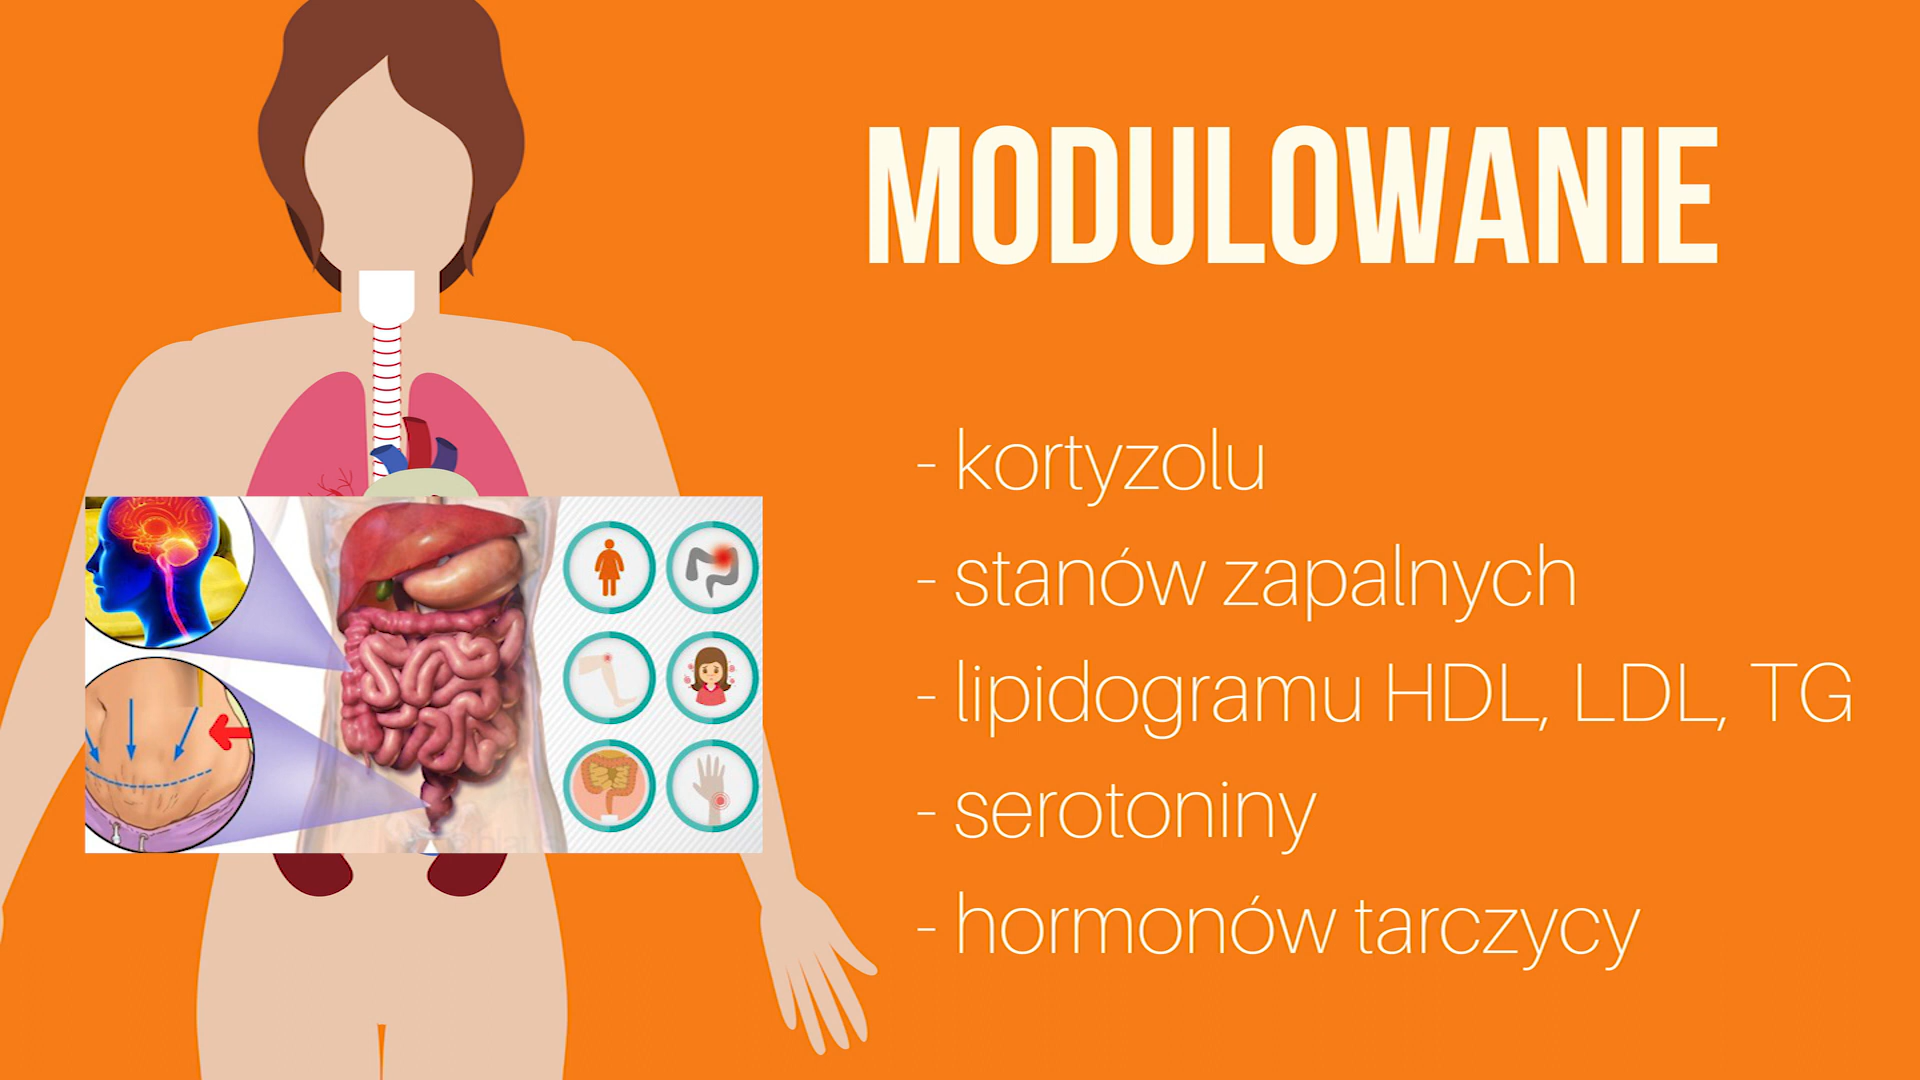 MODULOWANIE
- kortyzolu
- stanów zapalnych
- lipidogramu HDL, LDL, TG
- serotoniny
- hormonów tarczycy